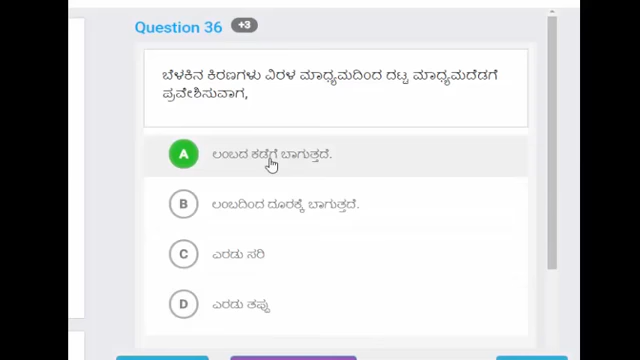 Question 36 +3
ಬೆಳಕಿನ ಕಿರಣಗಳು ವಿರಳ ಮಾಧ್ಯಮದಿಂದ ದಟ್ಟ ಮಾಧ್ಯಮದೆಡಗೆ
ಪ್ರವೇಶಿಸುವಾಗ,
A ಲಂಬದ ಕಡೆಗೆ ಬಾಗುತ್ತದೆ.
B ಲಂಬದಿಂದ ದೂರಕ್ಕೆ ಬಾಗುತ್ತದೆ.
C ಎರಡು ಸರಿ
D ಎರಡು ತಪ್ಪು